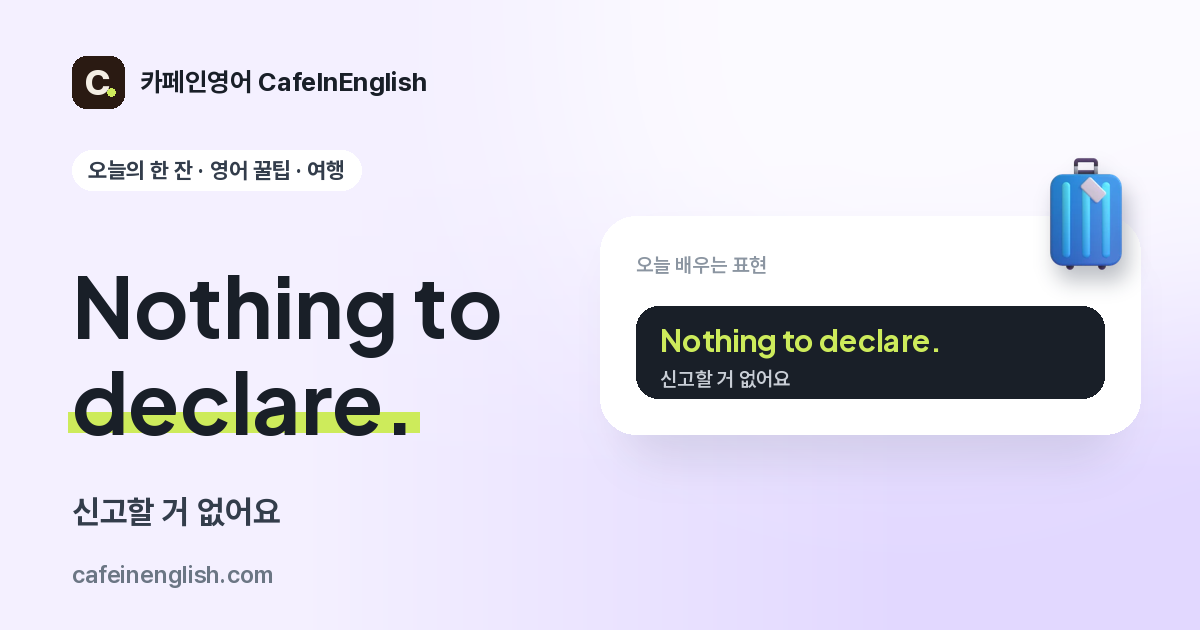 C
카페인영어 CafeInEnglish
오늘의 한 잔 · 영어 꿀팁 · 여행
Nothing to
declare.
신고할 거 없어요
cafeinenglish.com
오늘 배우는 표현
Nothing to declare.
신고할 거 없어요